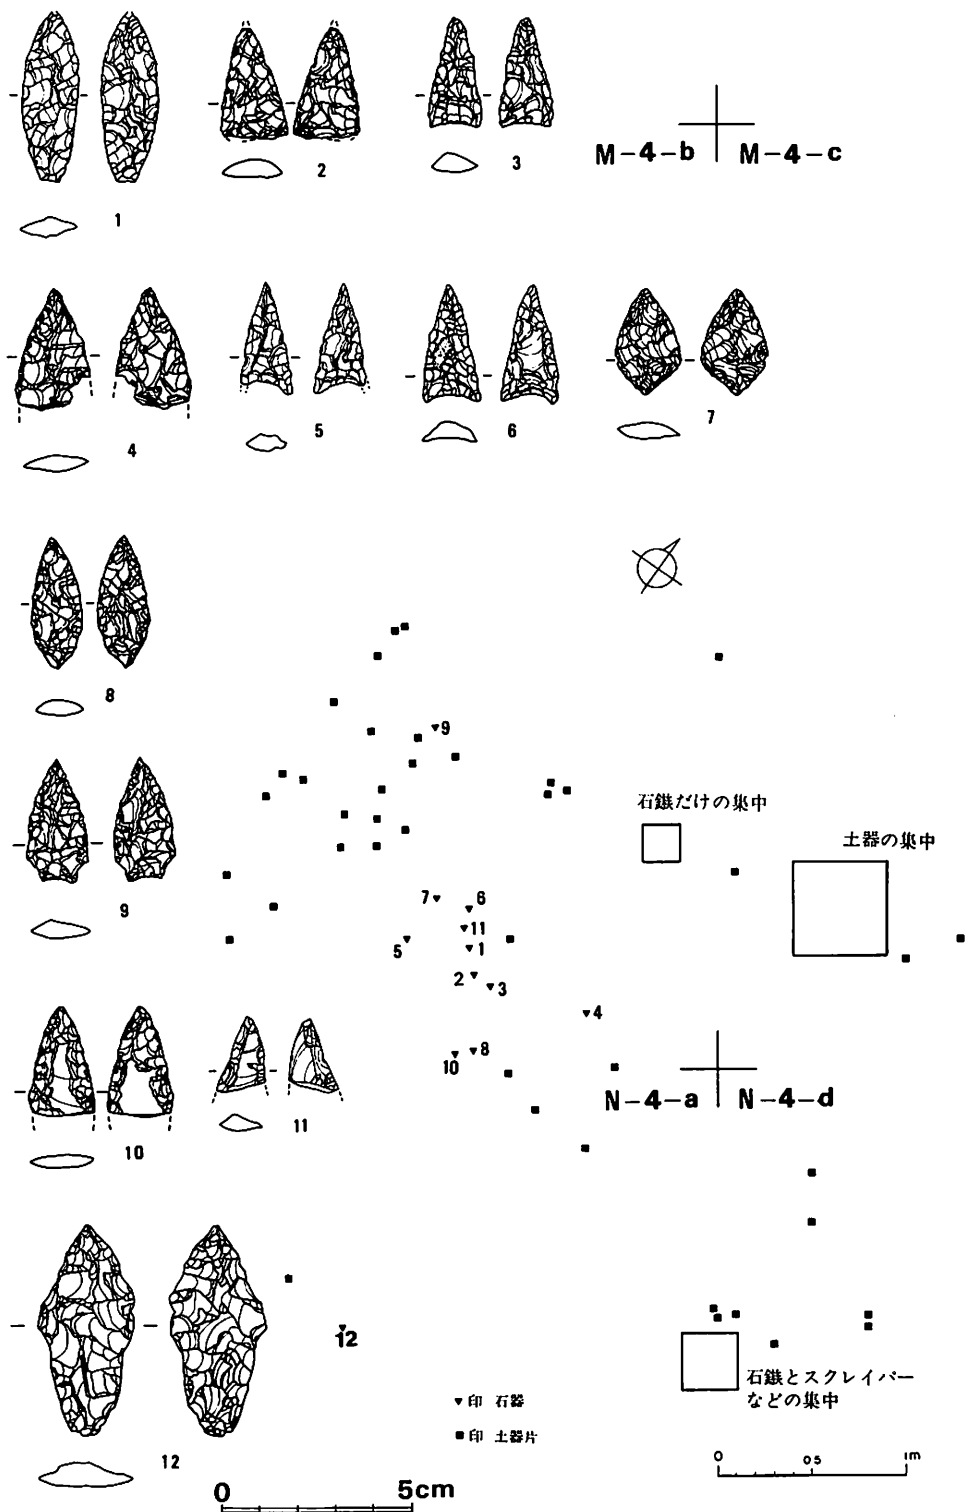 1
2
3
M-4-b M-4-c
4
5
6
7
8
9
石鏃だけの集中
土器の集中
9
7 6
11
5 1
2 3
4
10 8
N-4-a N-4-d
10
11
12
12
石鏃とスクレイパー
などの集中
▼印 石器
■印 土器片
0 5cm
0 0.5 1m